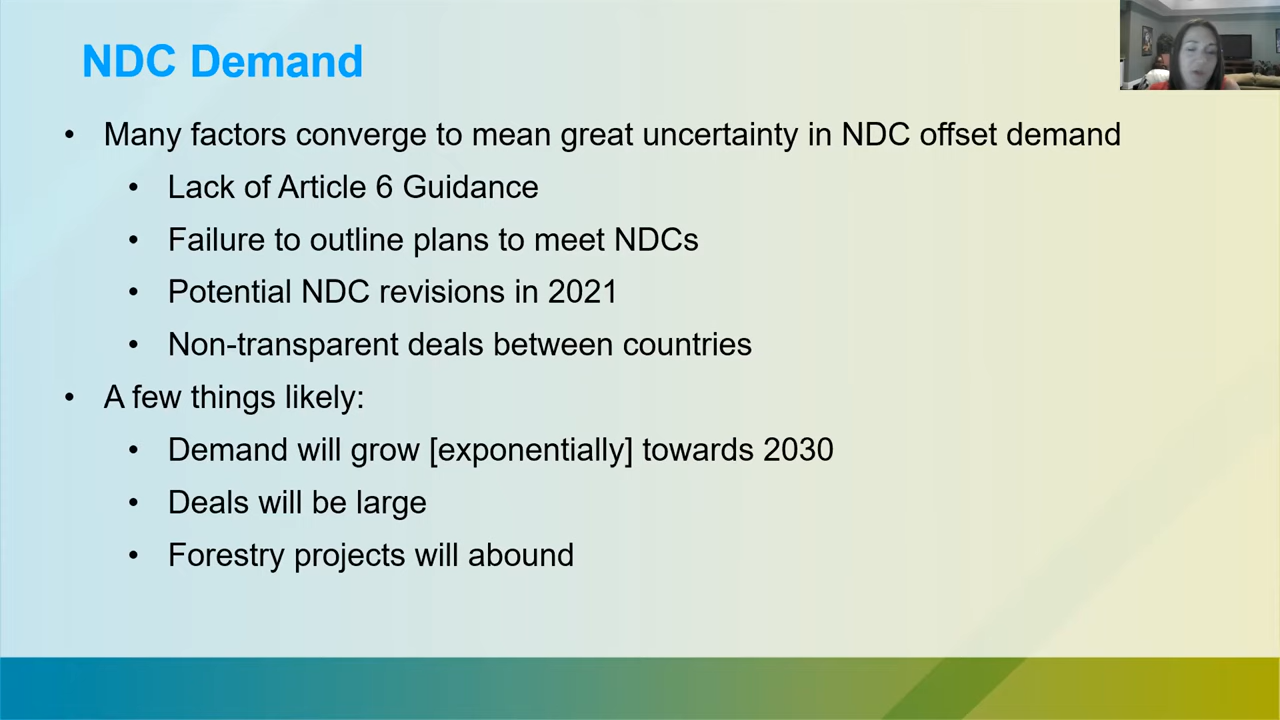 NDC Demand
• Many factors converge to mean great uncertainty in NDC offset demand
• Lack of Article 6 Guidance
• Failure to outline plans to meet NDCs
• Potential NDC revisions in 2021
• Non-transparent deals between countries
• A few things likely:
• Demand will grow [exponentially] towards 2030
• Deals will be large
• Forestry projects will abound